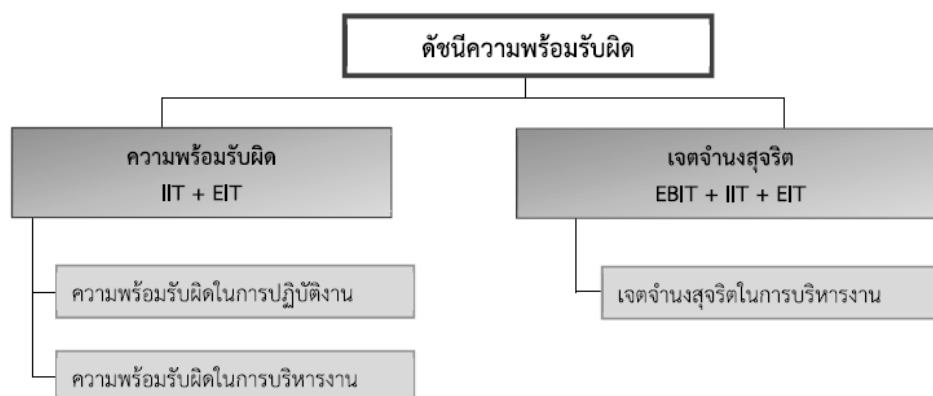 ดัชนีความพร้อมรับผิด
ความพร้อมรับผิด
IIT + EIT
เจตจำนงสุจริต
EBIT + IIT + EIT
ความพร้อมรับผิดในการปฏิบัติงาน
เจตจำนงสุจริตในการบริหารงาน
ความพร้อมรับผิดในการบริหารงาน